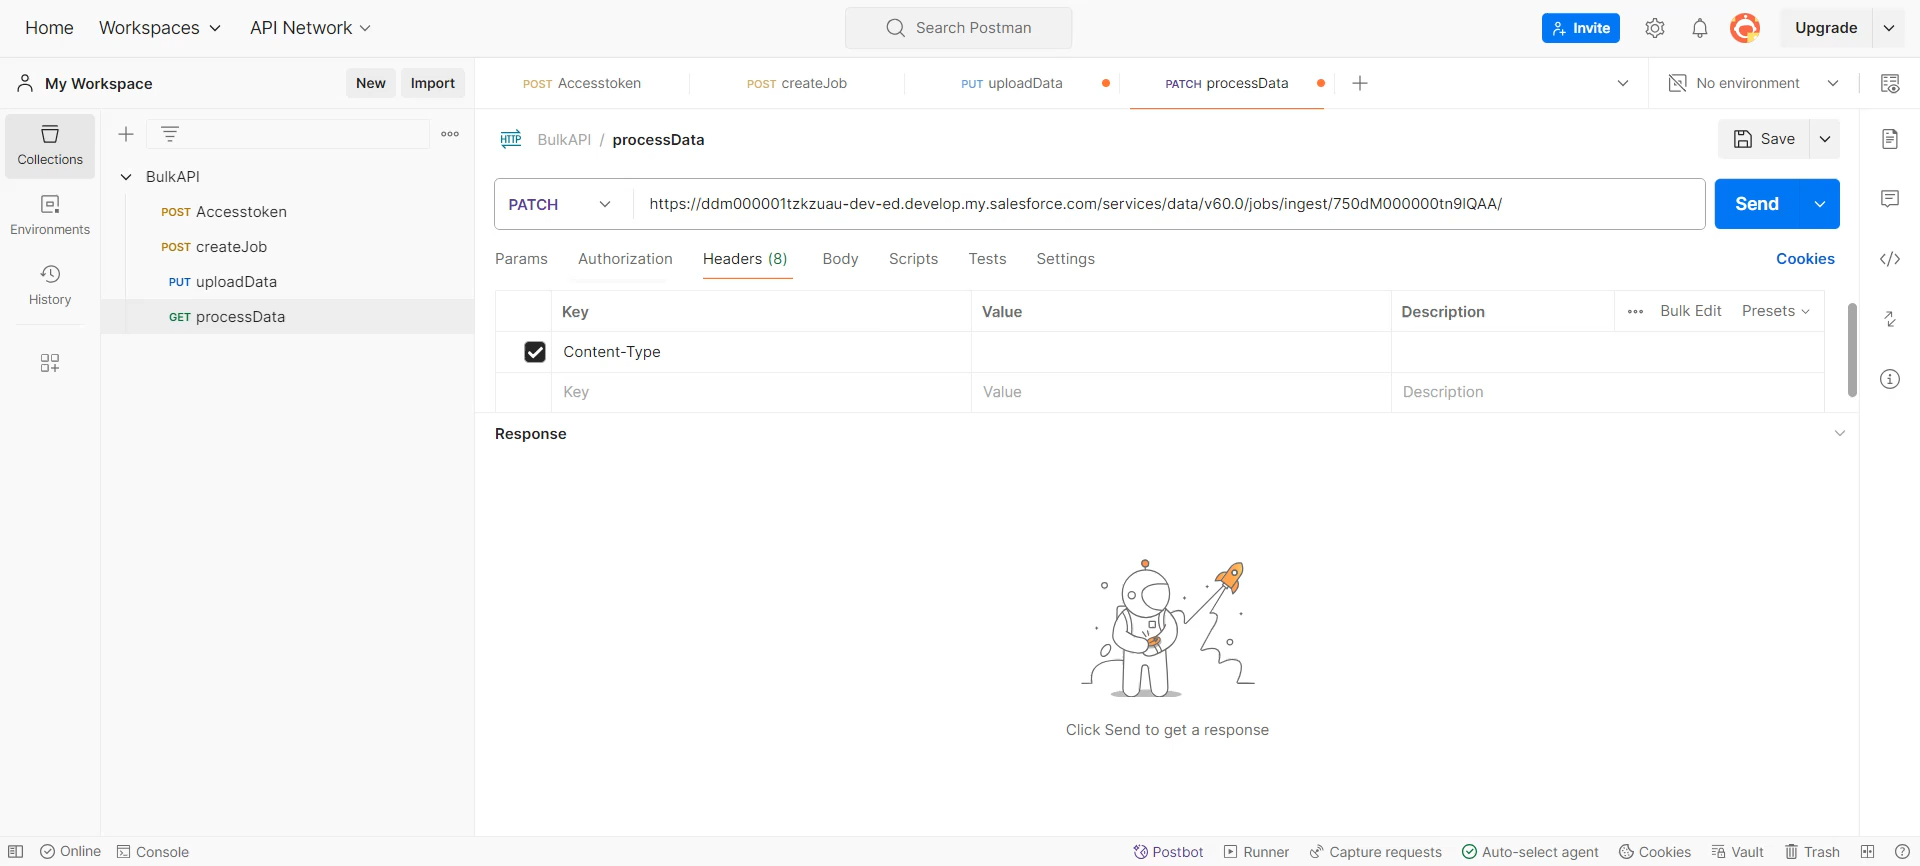 Home Workspaces API Network Search Postman Invite Upgrade
My Workspace New Import POST Accesstoken POST createJob PUT uploadData PATCH processData No environment
Collections
Environments
History
BulkAPI
POST Accesstoken
POST createJob
PUT uploadData
GET processData
HTTP BulkAPI / processData Save
PATCH https://ddm000001tzkzuau-dev-ed.develop.my.salesforce.com/services/data/v60.0/jobs/ingest/750dM000000tn9lQAA/ Send
Params Authorization Headers (8) Body Scripts Tests Settings Cookies
Key Value Description Bulk Edit Presets
Content-Type
Key Value Description
Response
Click Send to get a response
Online Console Postbot Runner Capture requests Auto-select agent Cookies Vault Trash